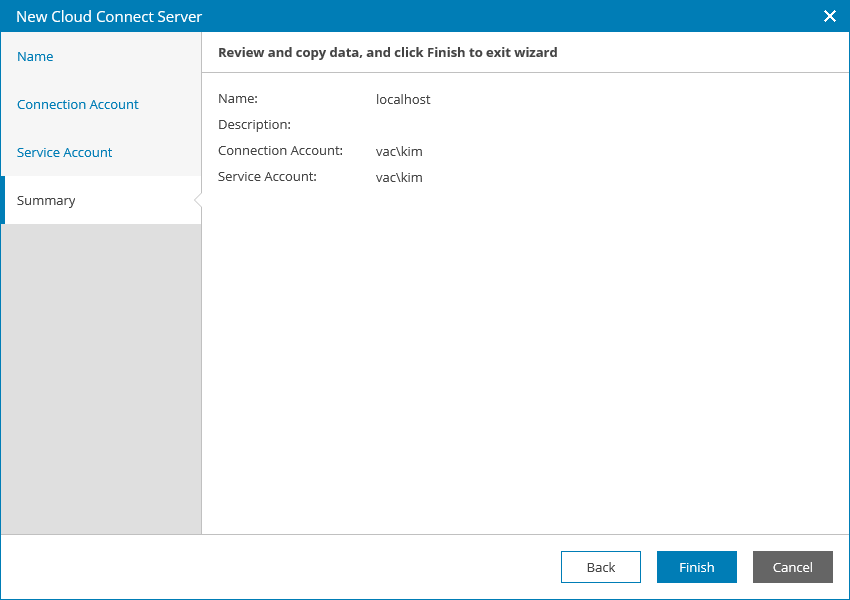 New Cloud Connect Server
Name
Connection Account
Service Account
Summary
Review and copy data, and click Finish to exit wizard
Name: localhost
Description:
Connection Account: vac\kim
Service Account: vac\kim
Back Finish Cancel